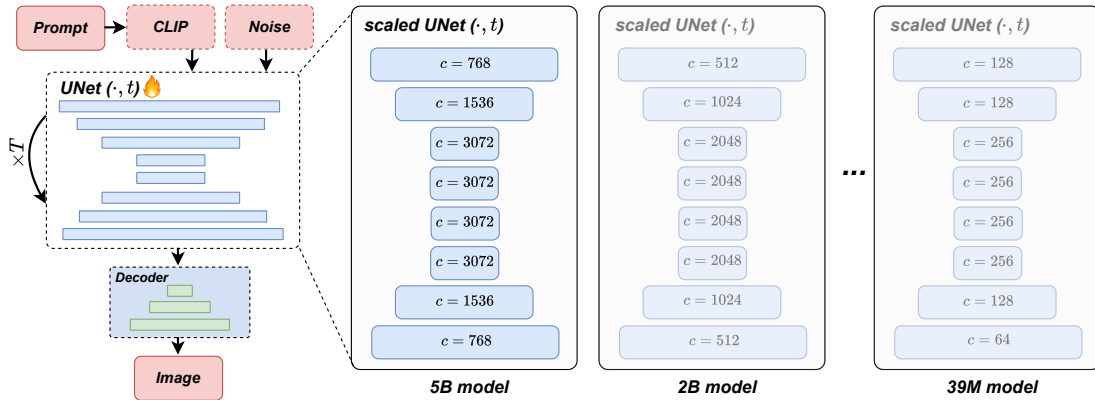 Prompt
CLIP
Noise
UNet (·, t)
×T
Decoder
Image
scaled UNet (·, t)
c = 768
c = 1536
c = 3072
c = 3072
c = 3072
c = 3072
c = 1536
c = 768
5B model
scaled UNet (·, t)
c = 512
c = 1024
c = 2048
c = 2048
c = 2048
c = 2048
c = 1024
c = 512
2B model
...
scaled UNet (·, t)
c = 128
c = 128
c = 256
c = 256
c = 256
c = 256
c = 128
c = 64
39M model